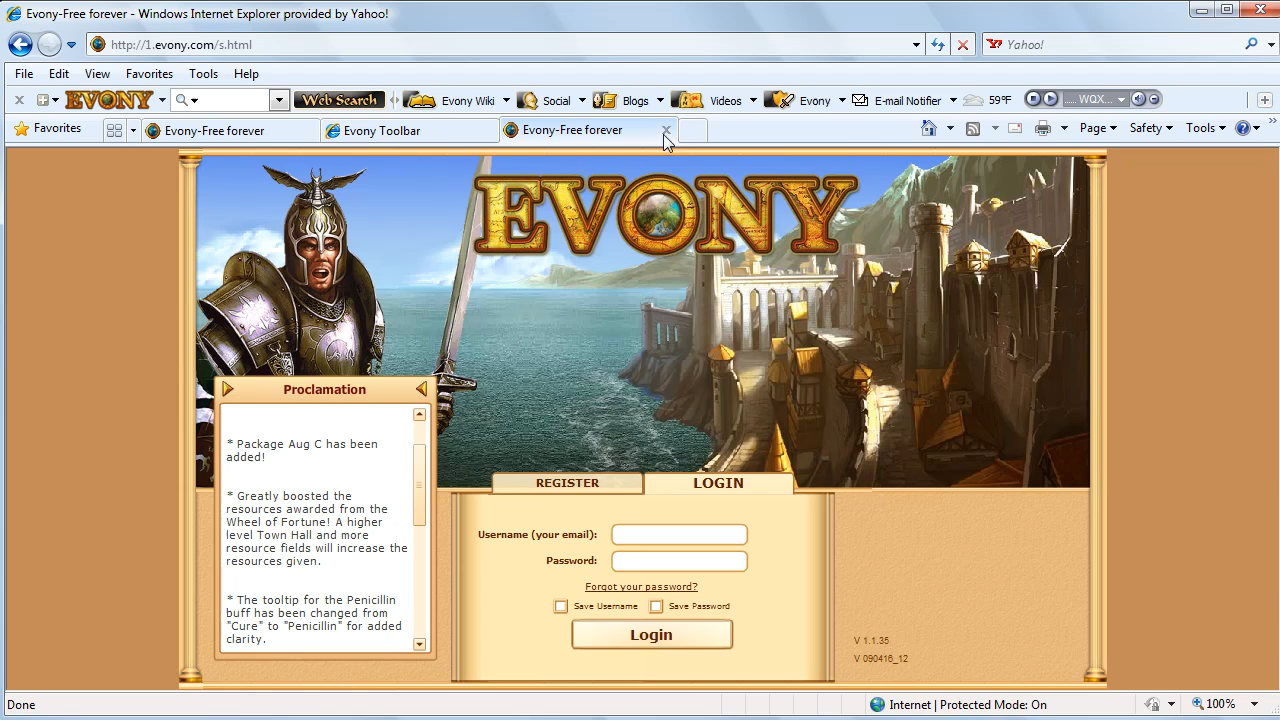 Evony-Free forever - Windows Internet Explorer provided by Yahoo!
http://1.evony.com/s.html
Yahoo!
File Edit View Favorites Tools Help
EVONY Web Search Evony Wiki Social Blogs Videos Evony E-mail Notifier 59°F ..... WQX...
Favorites Evony-Free forever Evony Toolbar Evony-Free forever Page Safety Tools
EVONY
Proclamation
* Package Aug C has been
added!
* Greatly boosted the
resources awarded from the
Wheel of Fortune! A higher
level Town Hall and more
resource fields will increase the
resources given.
* The tooltip for the Penicillin
buff has been changed from
"Cure" to "Penicillin" for added
clarity.
REGISTER LOGIN
Username (your email):
Password:
Forgot your password?
Save Username Save Password
Login
V 1.1.35
V 090416_12
Done Internet | Protected Mode: On 100%